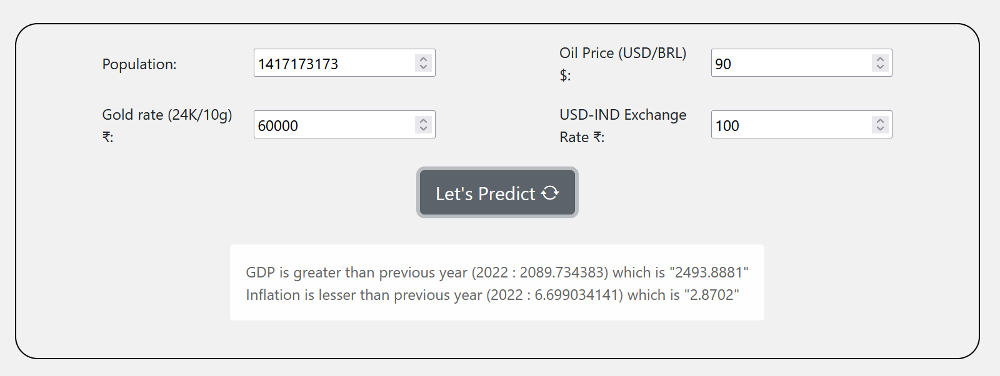 Population:
1417173173
Oil Price (USD/BRL)
$:
90
Gold rate (24K/10g)
₹:
60000
USD-IND Exchange
Rate ₹:
100
Let's Predict
GDP is greater than previous year (2022 : 2089.734383) which is "2493.8881"
Inflation is lesser than previous year (2022 : 6.699034141) which is "2.8702"